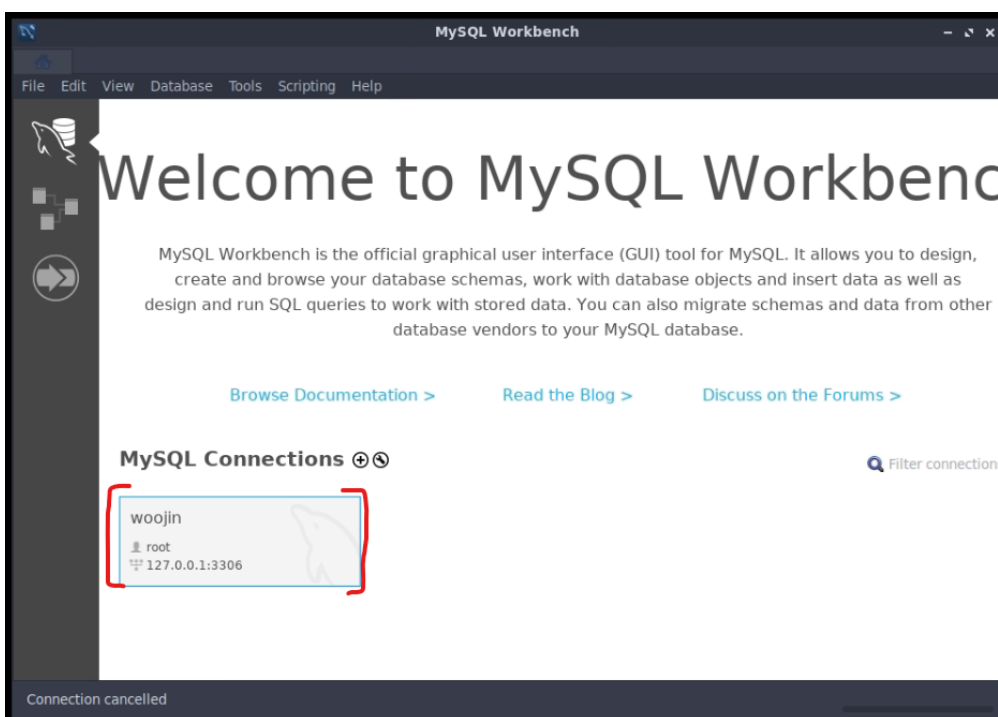 MySQL Workbench
File Edit View Database Tools Scripting Help
Welcome to MySQL Workbenc
MySQL Workbench is the official graphical user interface (GUI) tool for MySQL. It allows you to design,
create and browse your database schemas, work with database objects and insert data as well as
design and run SQL queries to work with stored data. You can also migrate schemas and data from other
database vendors to your MySQL database.
Browse Documentation > Read the Blog > Discuss on the Forums >
MySQL Connections
Filter connection
woojin
root
127.0.0.1:3306
Connection cancelled